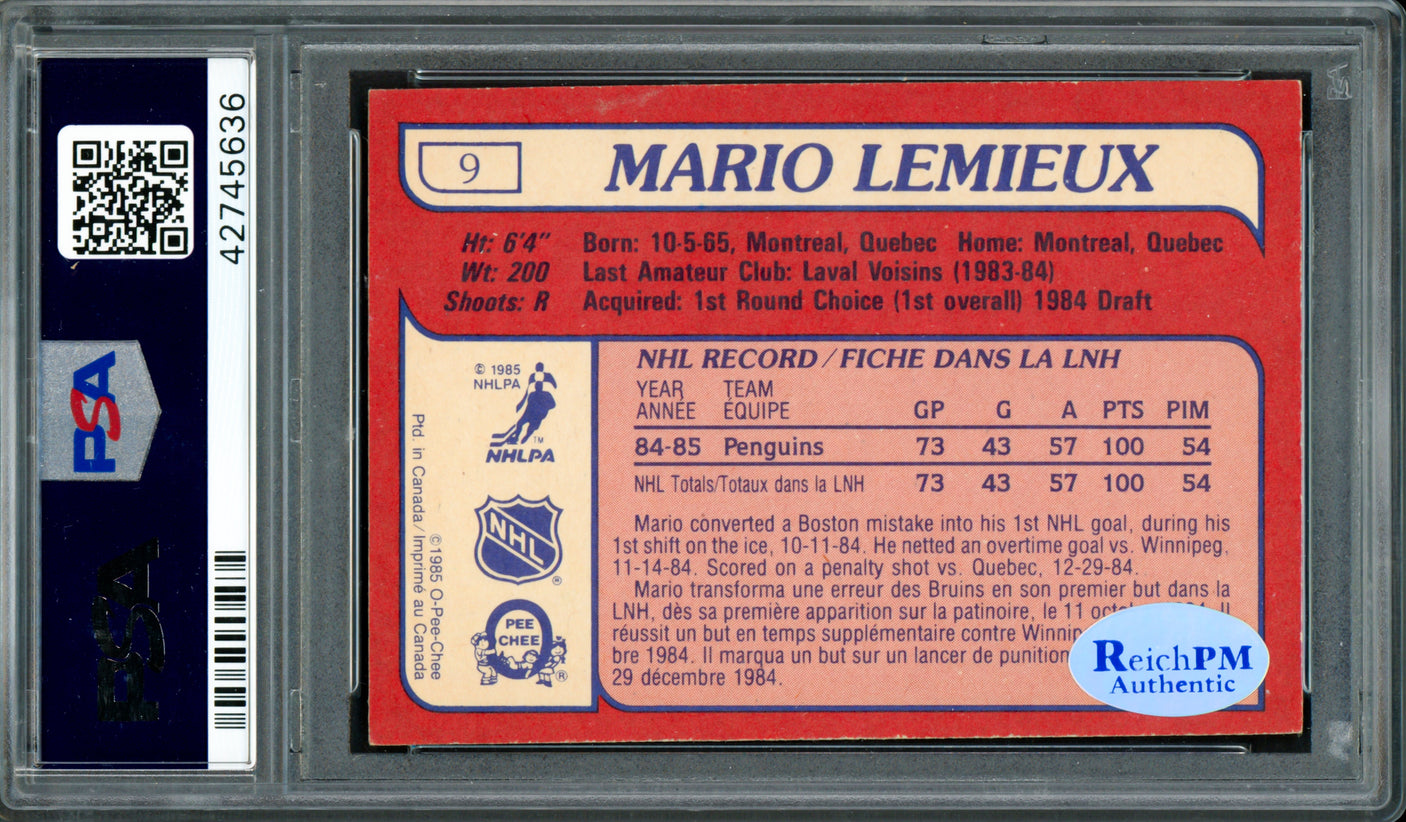 42745636
PSA
PSA
9
MARIO LEMIEUX
Ht: 6'4" Born: 10-5-65, Montreal, Quebec Home: Montreal, Quebec
Wt: 200 Last Amateur Club: Laval Voisins (1983-84)
Shoots: R Acquired: 1st Round Choice (1st overall) 1984 Draft
© 1985
NHLPA
TM
NHLPA
NHL
®
PEE
CHEE
®
©1985 O-Pee-Chee
Ptd. in Canada/Imprimé au Canada
NHL RECORD/FICHE DANS LA LNH
YEAR TEAM
ANNÉE ÉQUIPE GP G A PTS PIM
84-85 Penguins 73 43 57 100 54
NHL Totals/Totaux dans la LNH 73 43 57 100 54
Mario converted a Boston mistake into his 1st NHL goal, during his
1st shift on the ice, 10-11-84. He netted an overtime goal vs. Winnipeg,
11-14-84. Scored on a penalty shot vs. Quebec, 12-29-84.
Mario transforma une erreur des Bruins en son premier but dans la
LNH, dès sa première apparition sur la patinoire, le 11 Il
réussit un but en temps supplémentaire contre
bre 1984. Il marqua un but sur un lancer de punition
29 décembre 1984.
ReichPM
Authentic
PSA